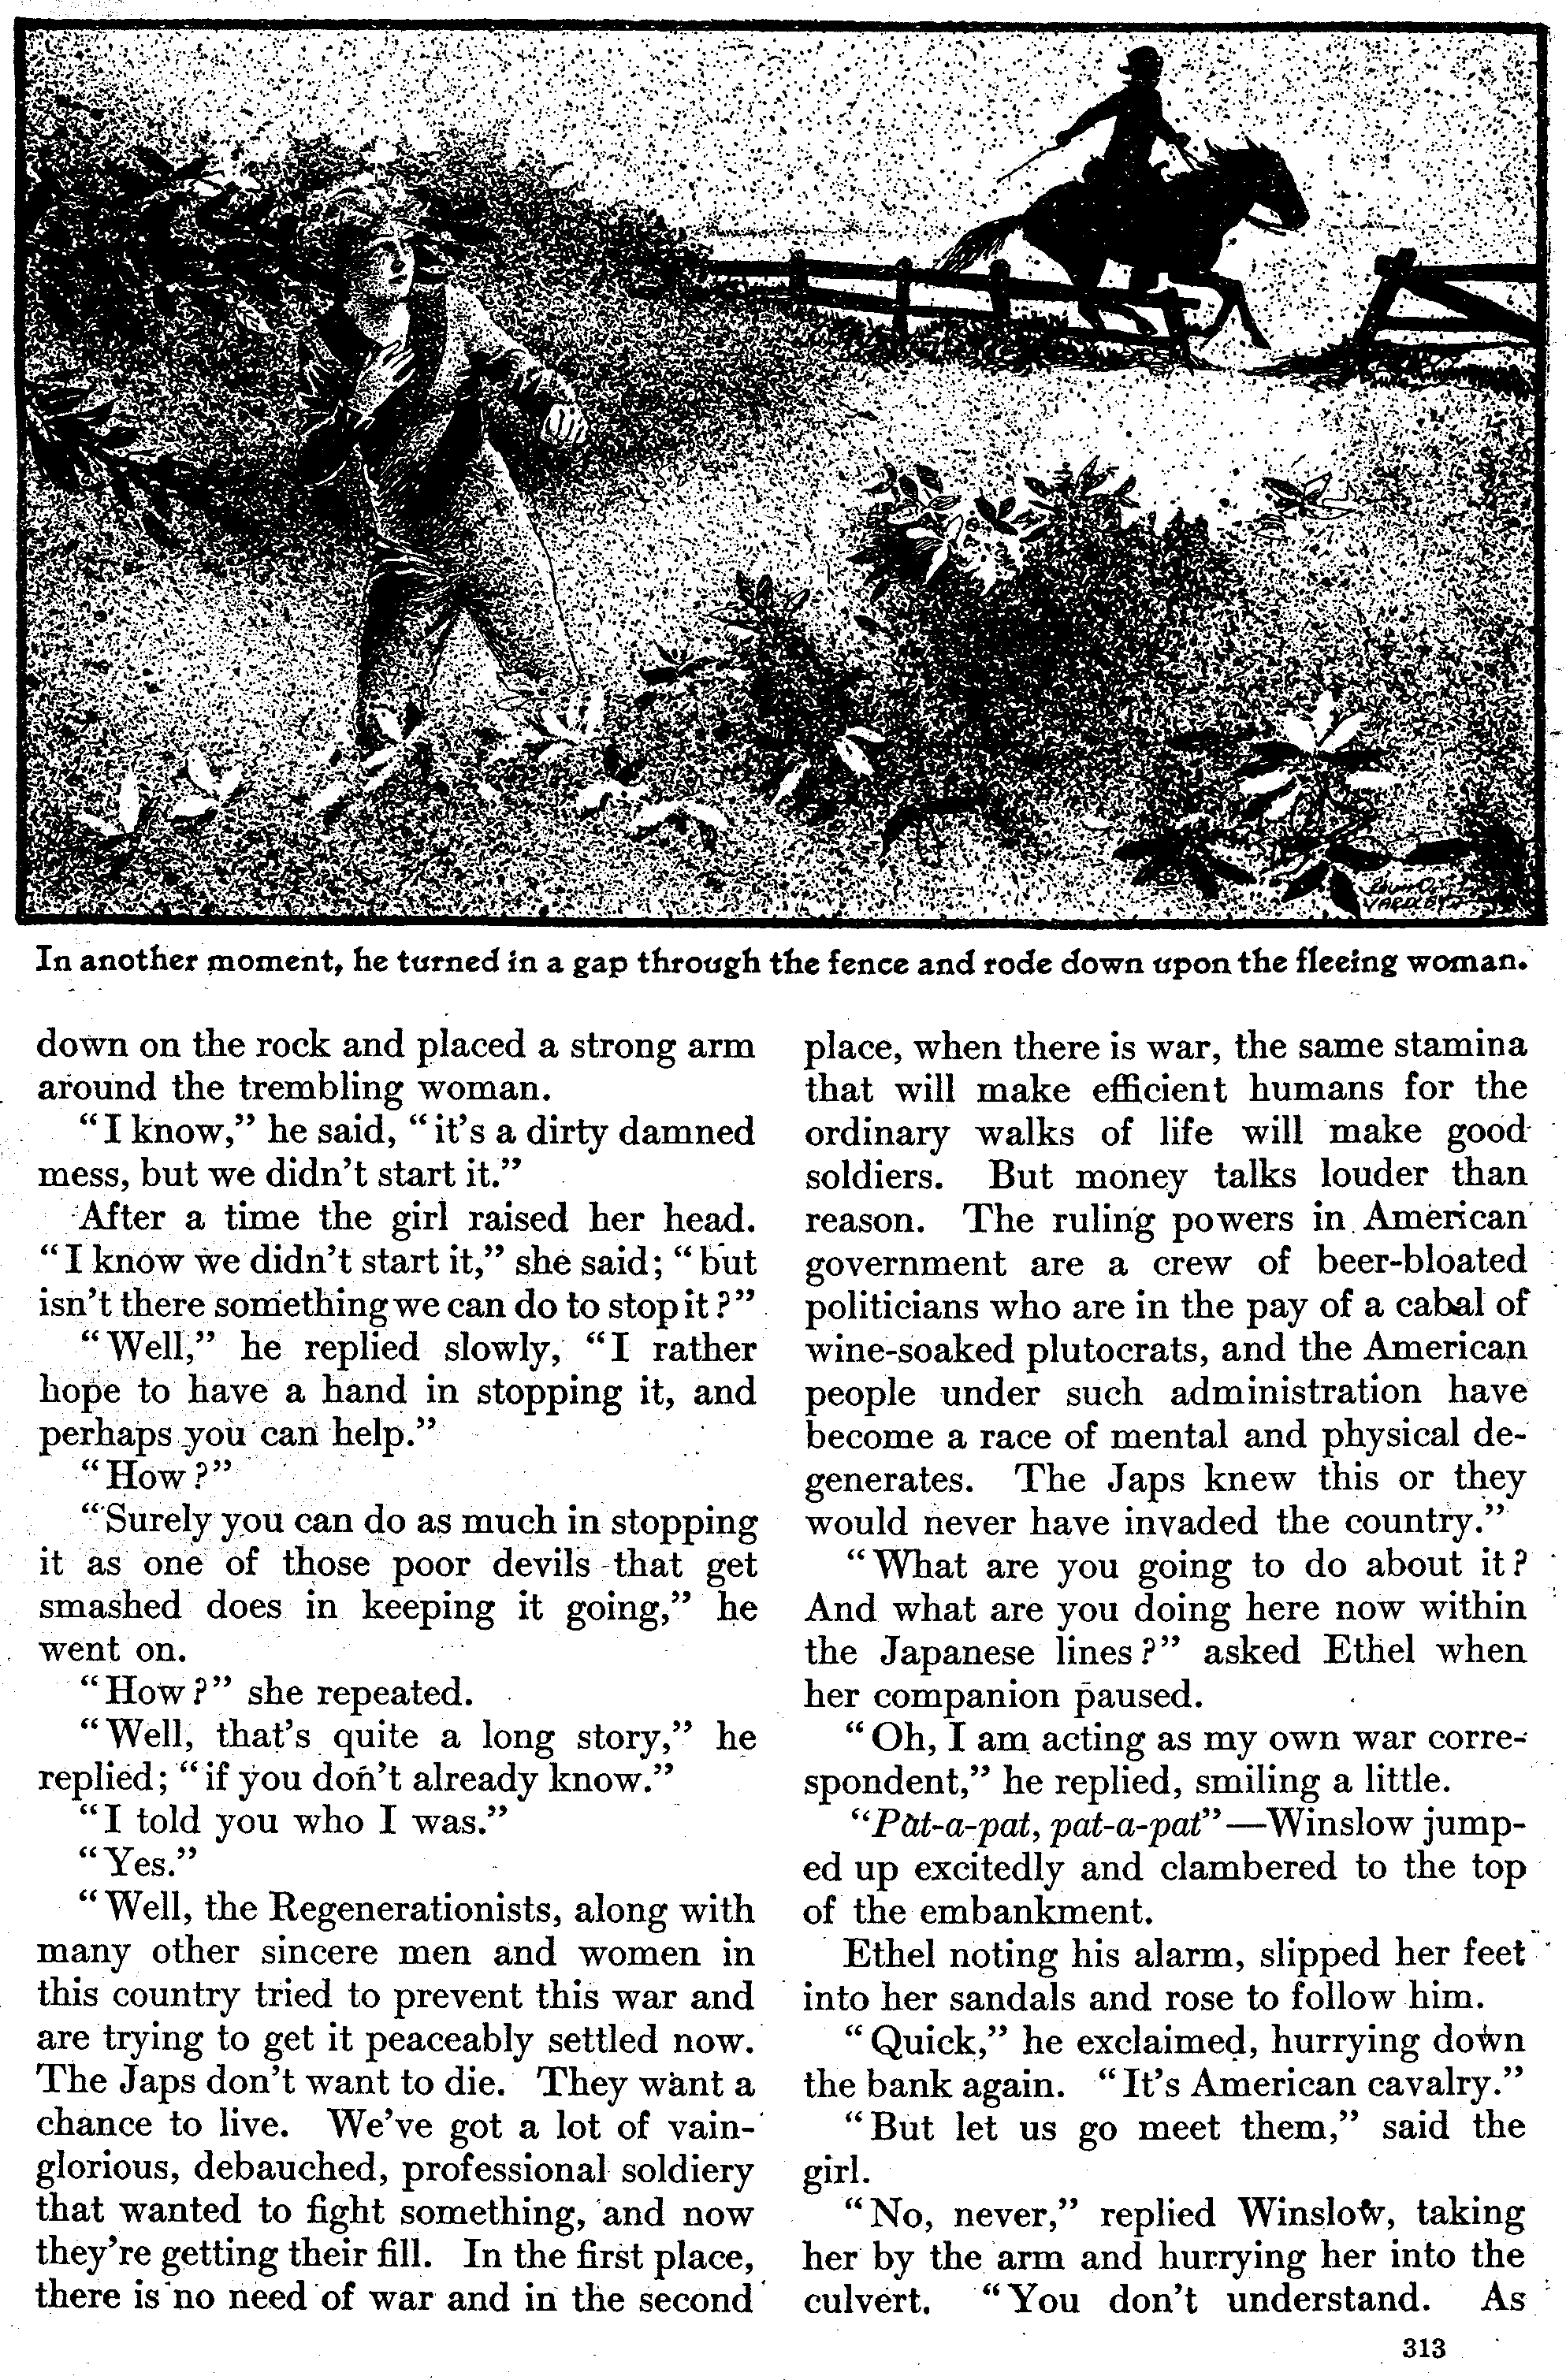 YARDLEY
In another moment, he turned in a gap through the fence and rode down upon the fleeing woman.
down on the rock and placed a strong arm
around the trembling woman.
"I know," he said, "it's a dirty damned
mess, but we didn't start it."
After a time the girl raised her head.
"I know we didn't start it," she said; "but
isn't there something we can do to stop it?"
"Well," he replied slowly, "I rather
hope to have a hand in stopping it, and
perhaps you can help."
"How?"
"Surely you can do as much in stopping
it as one of those poor devils that get
smashed does in keeping it going," he
went on.
"How?" she repeated.
"Well, that's quite a long story," he
replied; "if you don't already know."
"I told you who I was."
"Yes."
"Well, the Regenerationists, along with
many other sincere men and women in
this country tried to prevent this war and
are trying to get it peaceably settled now.
The Japs don't want to die. They want a
chance to live. We've got a lot of vain-
glorious, debauched, professional soldiery
that wanted to fight something, and now
they're getting their fill. In the first place,
there is no need of war and in the second
place, when there is war, the same stamina
that will make efficient humans for the
ordinary walks of life will make good
soldiers. But money talks louder than
reason. The ruling powers in American
government are a crew of beer-bloated
politicians who are in the pay of a cabal of
wine-soaked plutocrats, and the American
people under such administration have
become a race of mental and physical de-
generates. The Japs knew this or they
would never have invaded the country."
"What are you going to do about it?
And what are you doing here now within
the Japanese lines?" asked Ethel when
her companion paused.
"Oh, I am acting as my own war corre-
spondent," he replied, smiling a little.
"Pat-a-pat, pat-a-pat"—Winslow jump-
ed up excitedly and clambered to the top
of the embankment.
Ethel noting his alarm, slipped her feet
into her sandals and rose to follow him.
"Quick," he exclaimed, hurrying down
the bank again. "It's American cavalry."
"But let us go meet them," said the
girl.
"No, never," replied Winslow, taking
her by the arm and hurrying her into the
culvert. "You don't understand. As
313